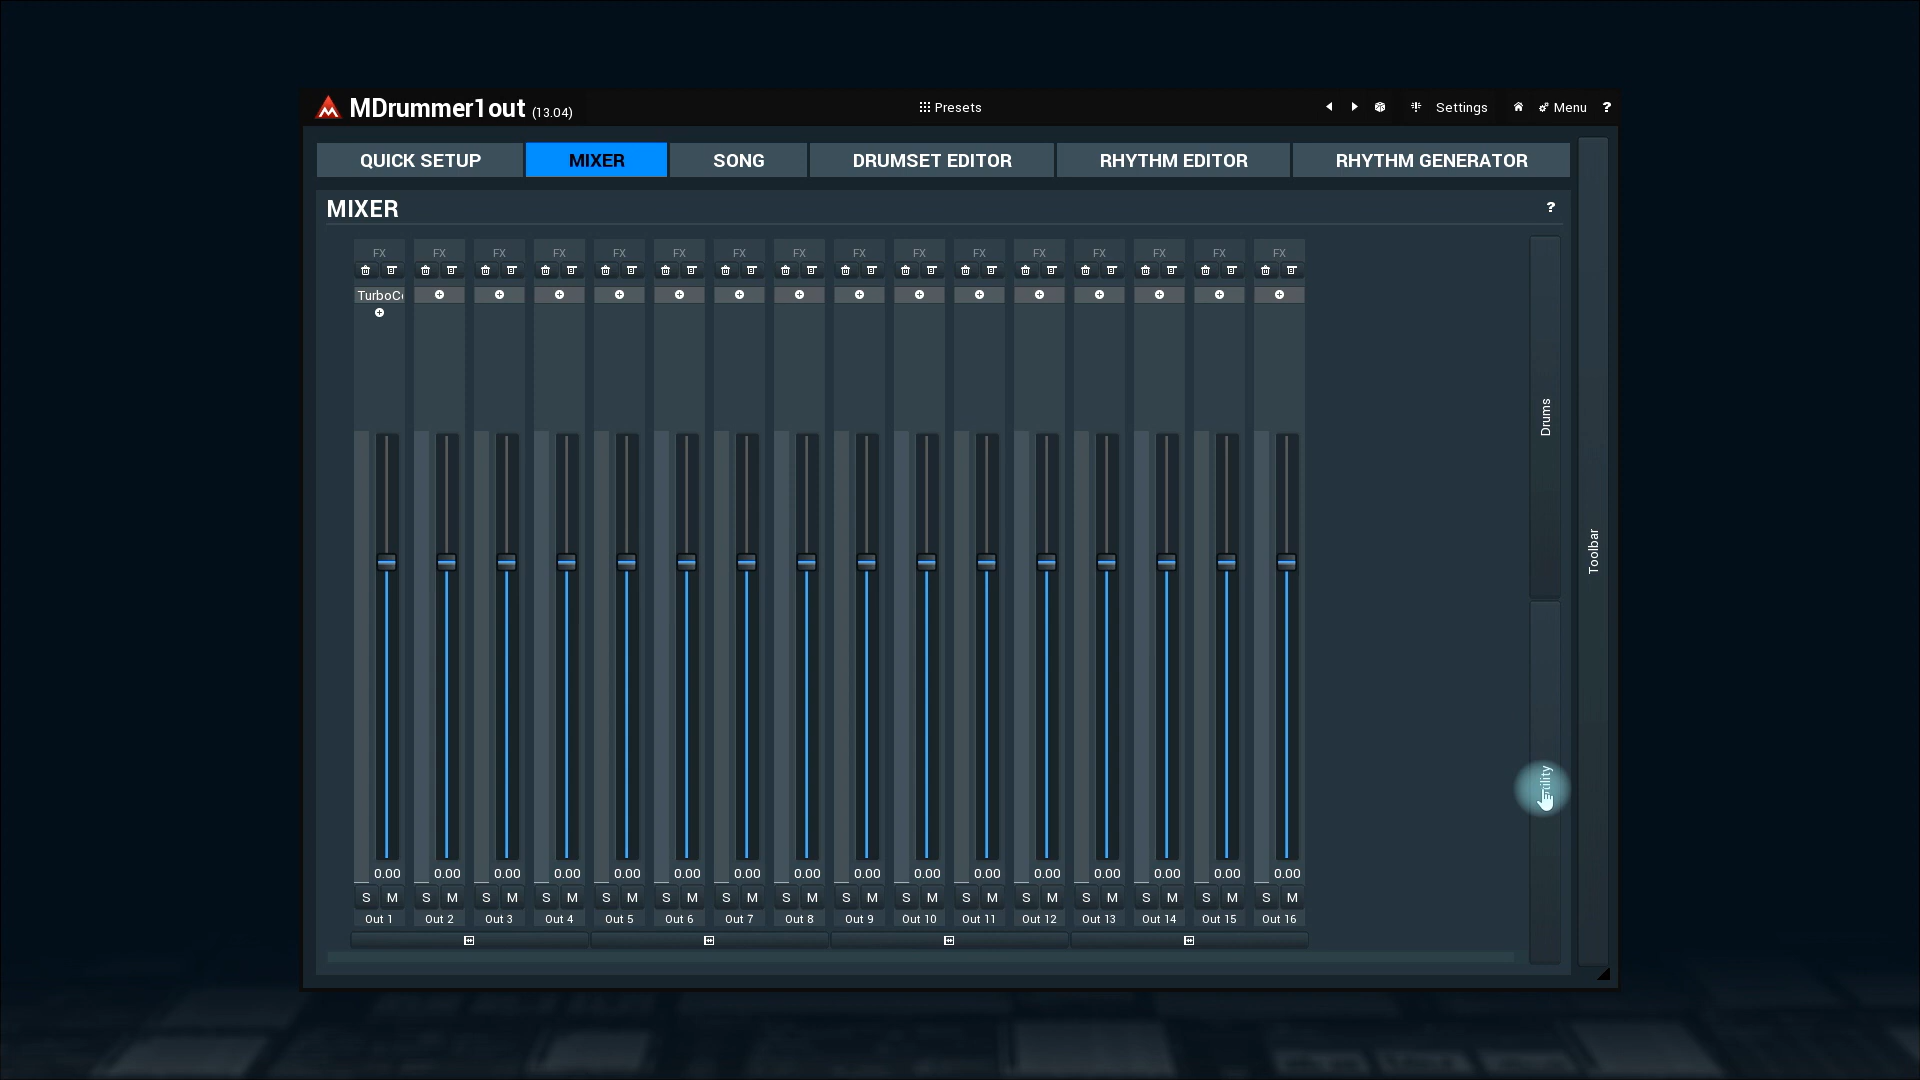 MDrummer1out (13.04)
Presets
Settings
Menu
?
QUICK SETUP
MIXER
SONG
DRUMSET EDITOR
RHYTHM EDITOR
RHYTHM GENERATOR
MIXER
?
FX FX FX FX FX FX FX FX FX FX FX FX FX FX FX FX
TurboCo
Drums
Toolbar
0.00 0.00 0.00 0.00 0.00 0.00 0.00 0.00 0.00 0.00 0.00 0.00 0.00 0.00 0.00 0.00
S M S M S M S M S M S M S M S M S M S M S M S M S M S M S M S M
Out 1 Out 2 Out 3 Out 4 Out 5 Out 6 Out 7 Out 8 Out 9 Out 10 Out 11 Out 12 Out 13 Out 14 Out 15 Out 16